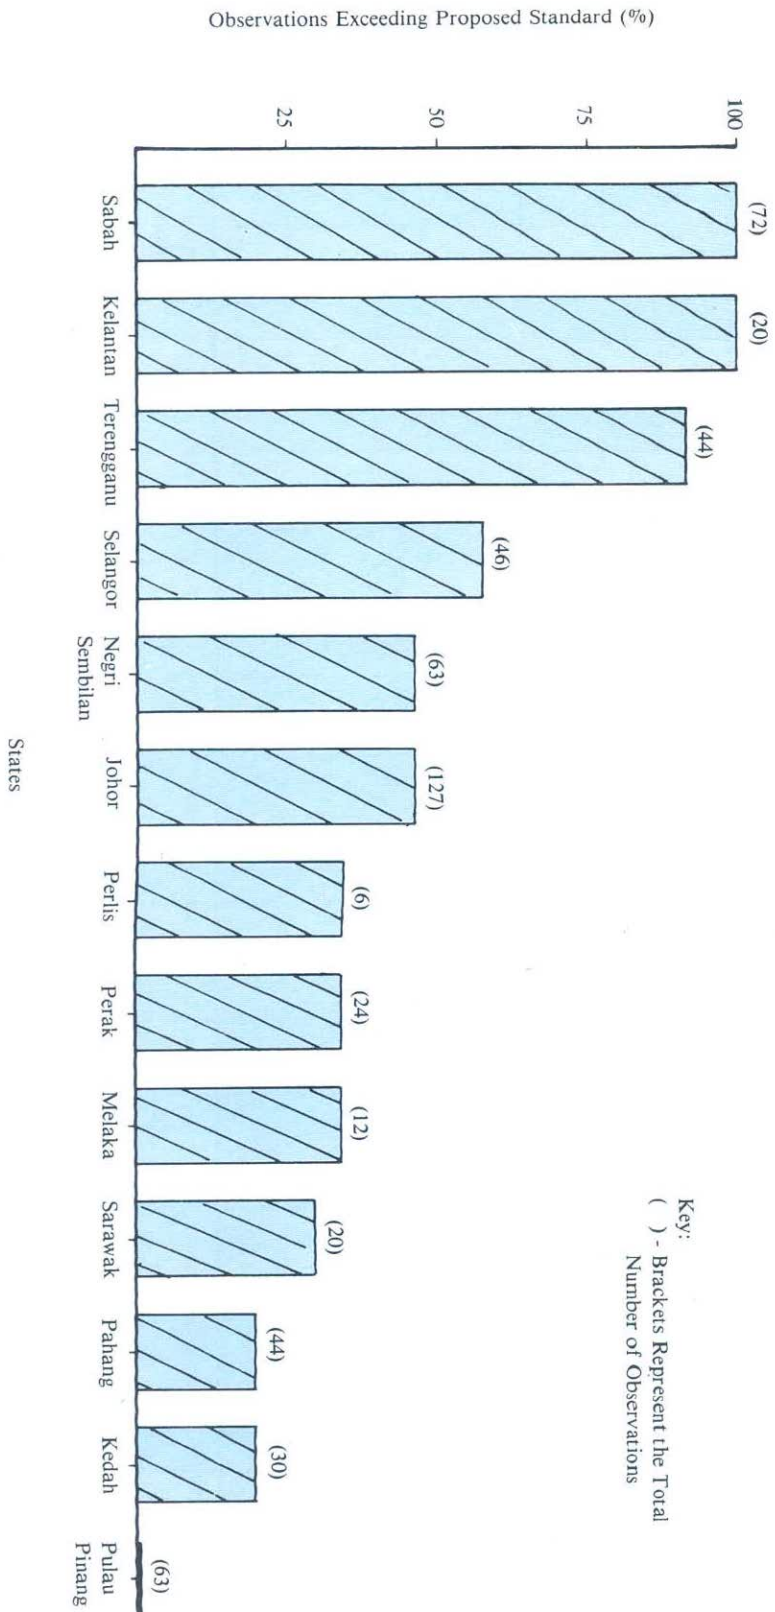 Observations Exceeding Proposed Standard (%)
100
75
50
25
(72)
(20)
(44)
(46)
(63)
(127)
(6)
(24)
(12)
(20)
(44)
(30)
(63)
Sabah
Kelantan
Terengganu
Selangor
Negri
Sembilan
Johor
Perlis
Perak
Melaka
Sarawak
Pahang
Kedah
Pulau
Pinang
States
Key:
( ) - Brackets Represent the Total
Number of Observations